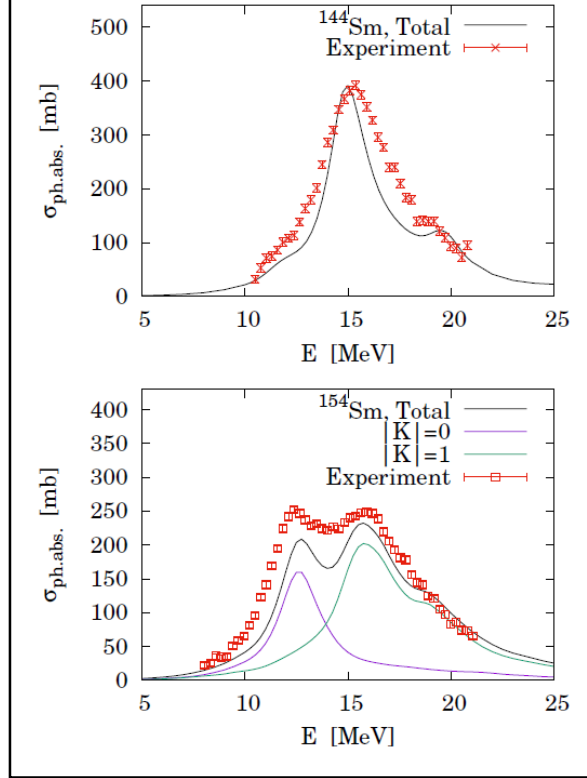 500
400
300
200
100
0
σph.abs. [mb]
144Sm, Total
Experiment
5
10
15
20
25
E [MeV]
400
350
300
250
200
150
100
50
0
σph.abs. [mb]
154Sm, Total
|K|=0
|K|=1
Experiment
5
10
15
20
25
E [MeV]